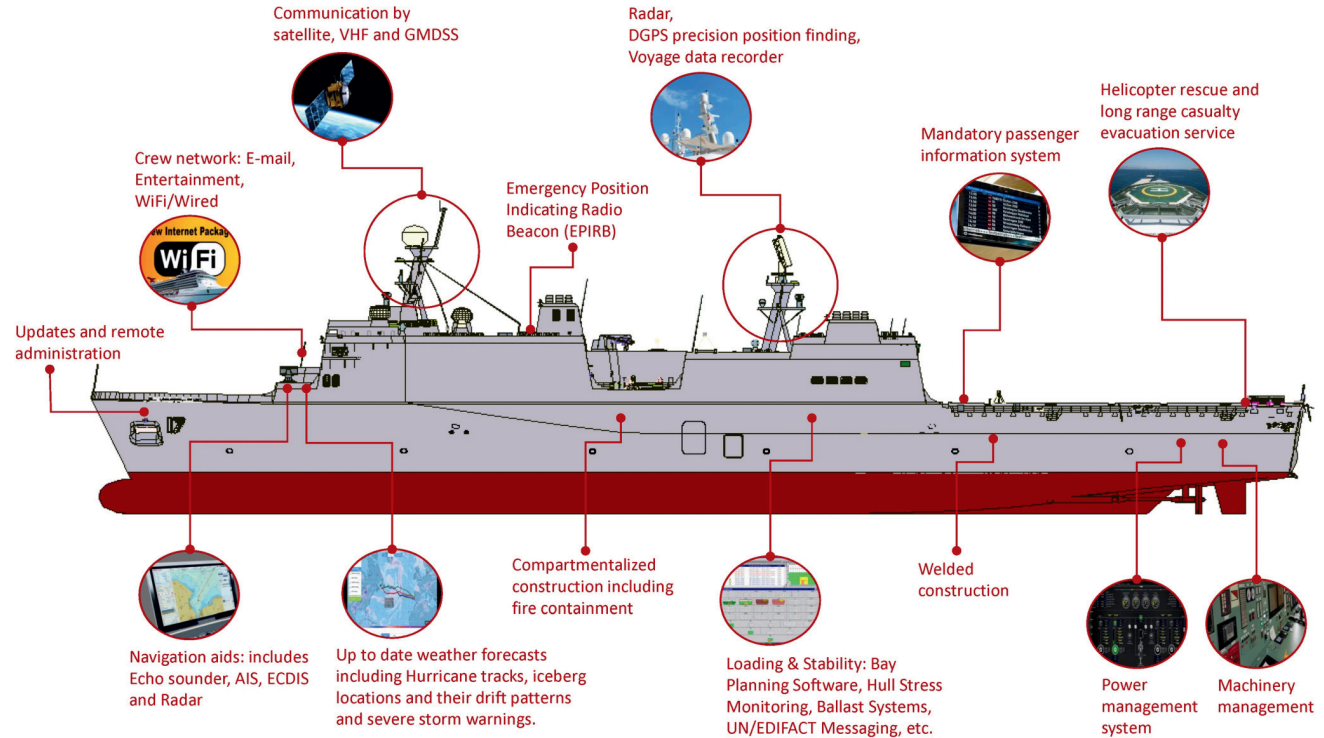 Communication by
satellite, VHF and GMDSS
Radar,
DGPS precision position finding,
Voyage data recorder
Helicopter rescue and
long range casualty
evacuation service
Mandatory passenger
information system
Crew network: E-mail,
Entertainment,
WiFi/Wired
Internet Package
WiFi
Emergency Position
Indicating Radio
Beacon (EPIRB)
Updates and remote
administration
Navigation aids: includes
Echo sounder, AIS, ECDIS
and Radar
Up to date weather forecasts
including Hurricane tracks, iceberg
locations and their drift patterns
and severe storm warnings.
Compartmentalized
construction including
fire containment
Loading & Stability: Bay
Planning Software, Hull Stress
Monitoring, Ballast Systems,
UN/EDIFACT Messaging, etc.
Welded
construction
Power
management
system
Machinery
management